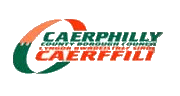 CAERPHILLY
COUNTY BOROUGH COUNCIL
CYNGOR BWRDEISTREF SIROL
CAERFFILI